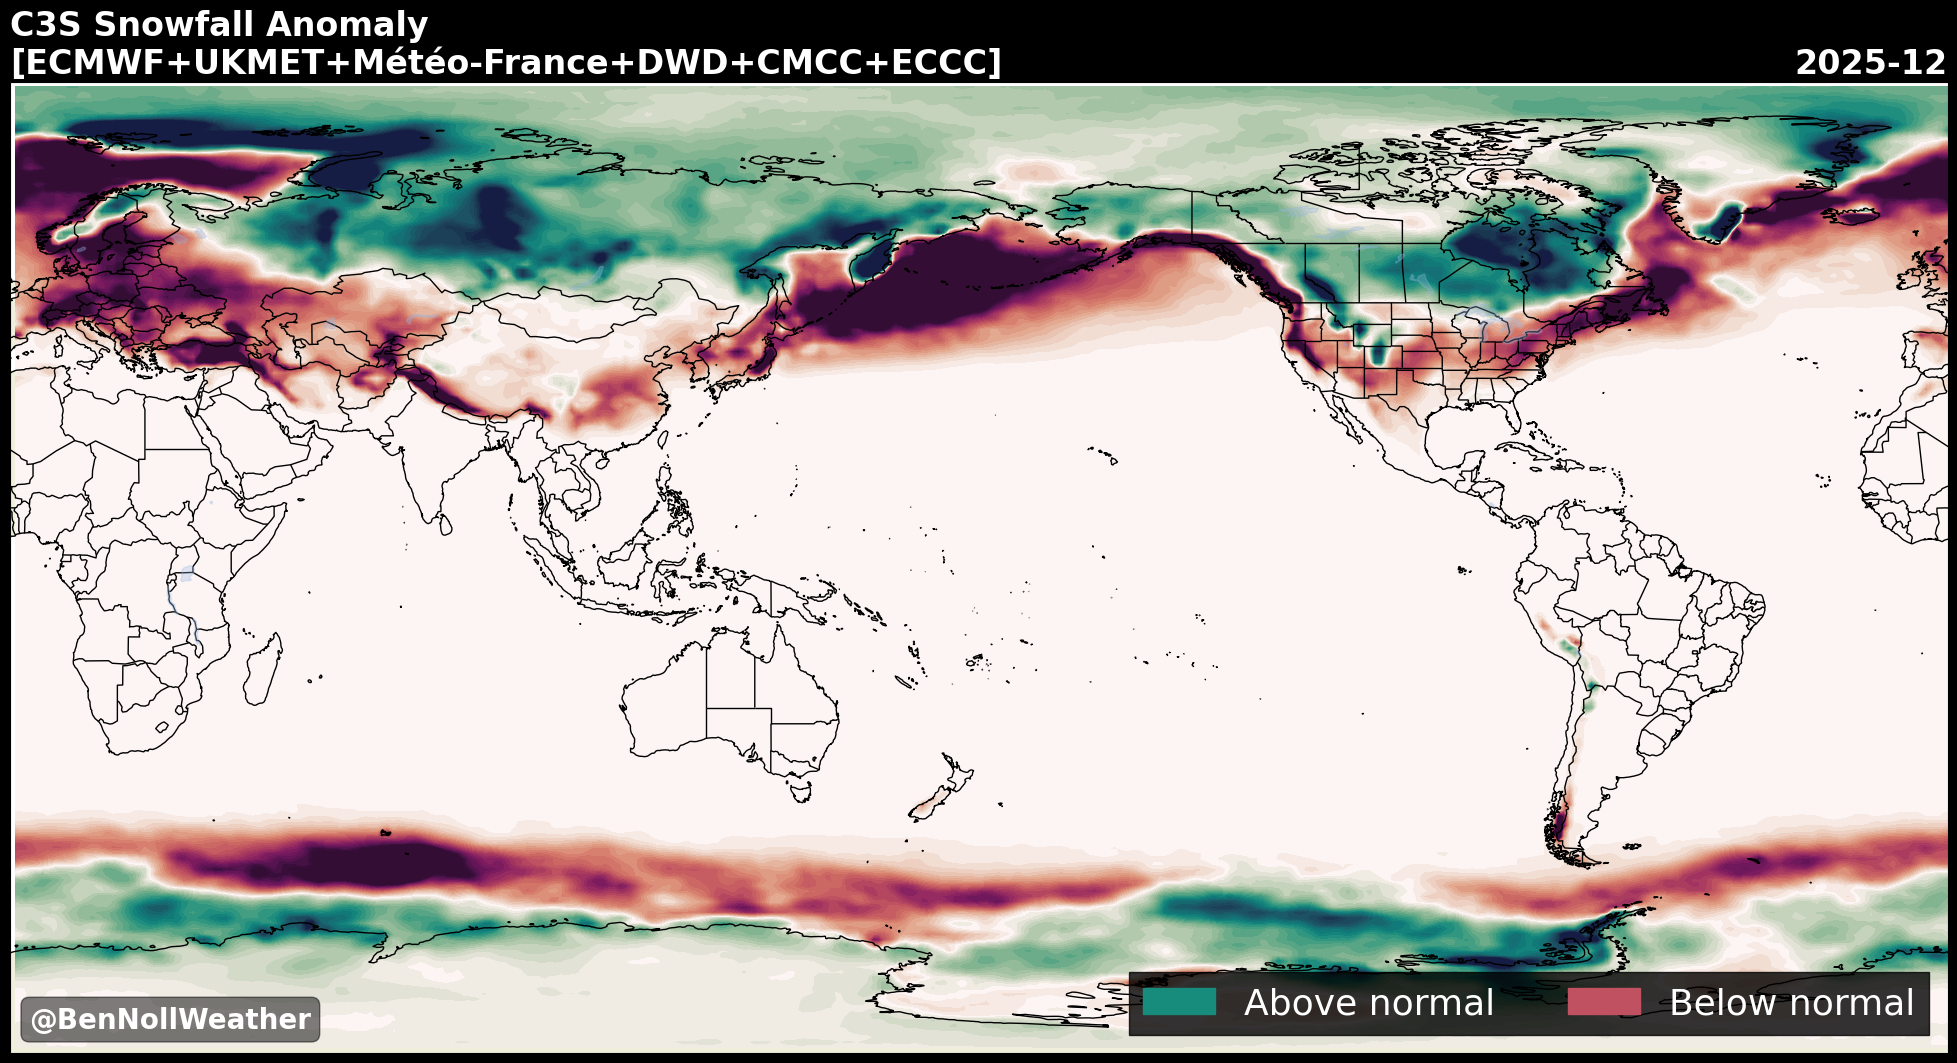 C3S Snowfall Anomaly
[ECMWF+UKMET+Météo-France+DWD+CMCC+ECCC]
2025-12
@BenNollWeather
Above normal
Below normal